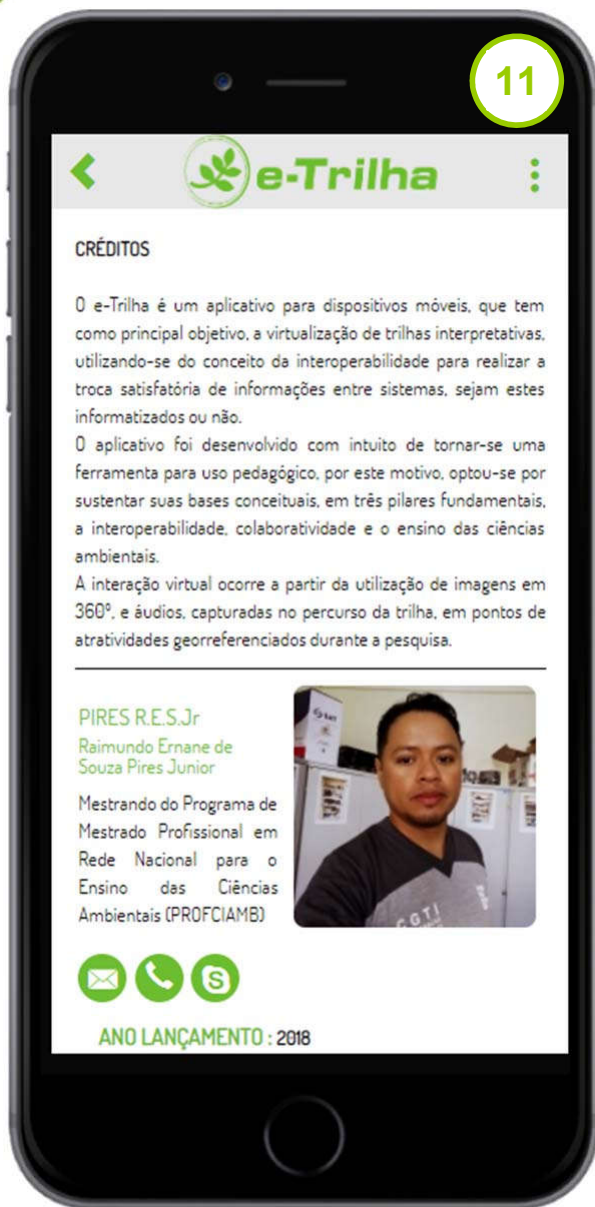 11
e-Trilha
CRÉDITOS
O e-Trilha é um aplicativo para dispositivos móveis, que tem
como principal objetivo, a virtualização de trilhas interpretativas,
utilizando-se do conceito da interoperabilidade para realizar a
troca satisfatória de informações entre sistemas, sejam estes
informatizados ou não.
O aplicativo foi desenvolvido com intuito de tornar-se uma
ferramenta para uso pedagógico, por este motivo, optou-se por
sustentar suas bases conceituais, em três pilares fundamentais,
a interoperabilidade, colaboratividade e o ensino das ciências
ambientais.
A interação virtual ocorre a partir da utilização de imagens em
360º, e áudios, capturadas no percurso da trilha, em pontos de
atratividades georreferenciados durante a pesquisa.
PIRES R.E.S.Jr
Raimundo Ernane de
Souza Pires Junior
Mestrando do Programa de
Mestrado Profissional em
Rede Nacional para o
Ensino das Ciências
Ambientais (PROFCIAMB)
CGTI
S
ANO LANÇAMENTO : 2018